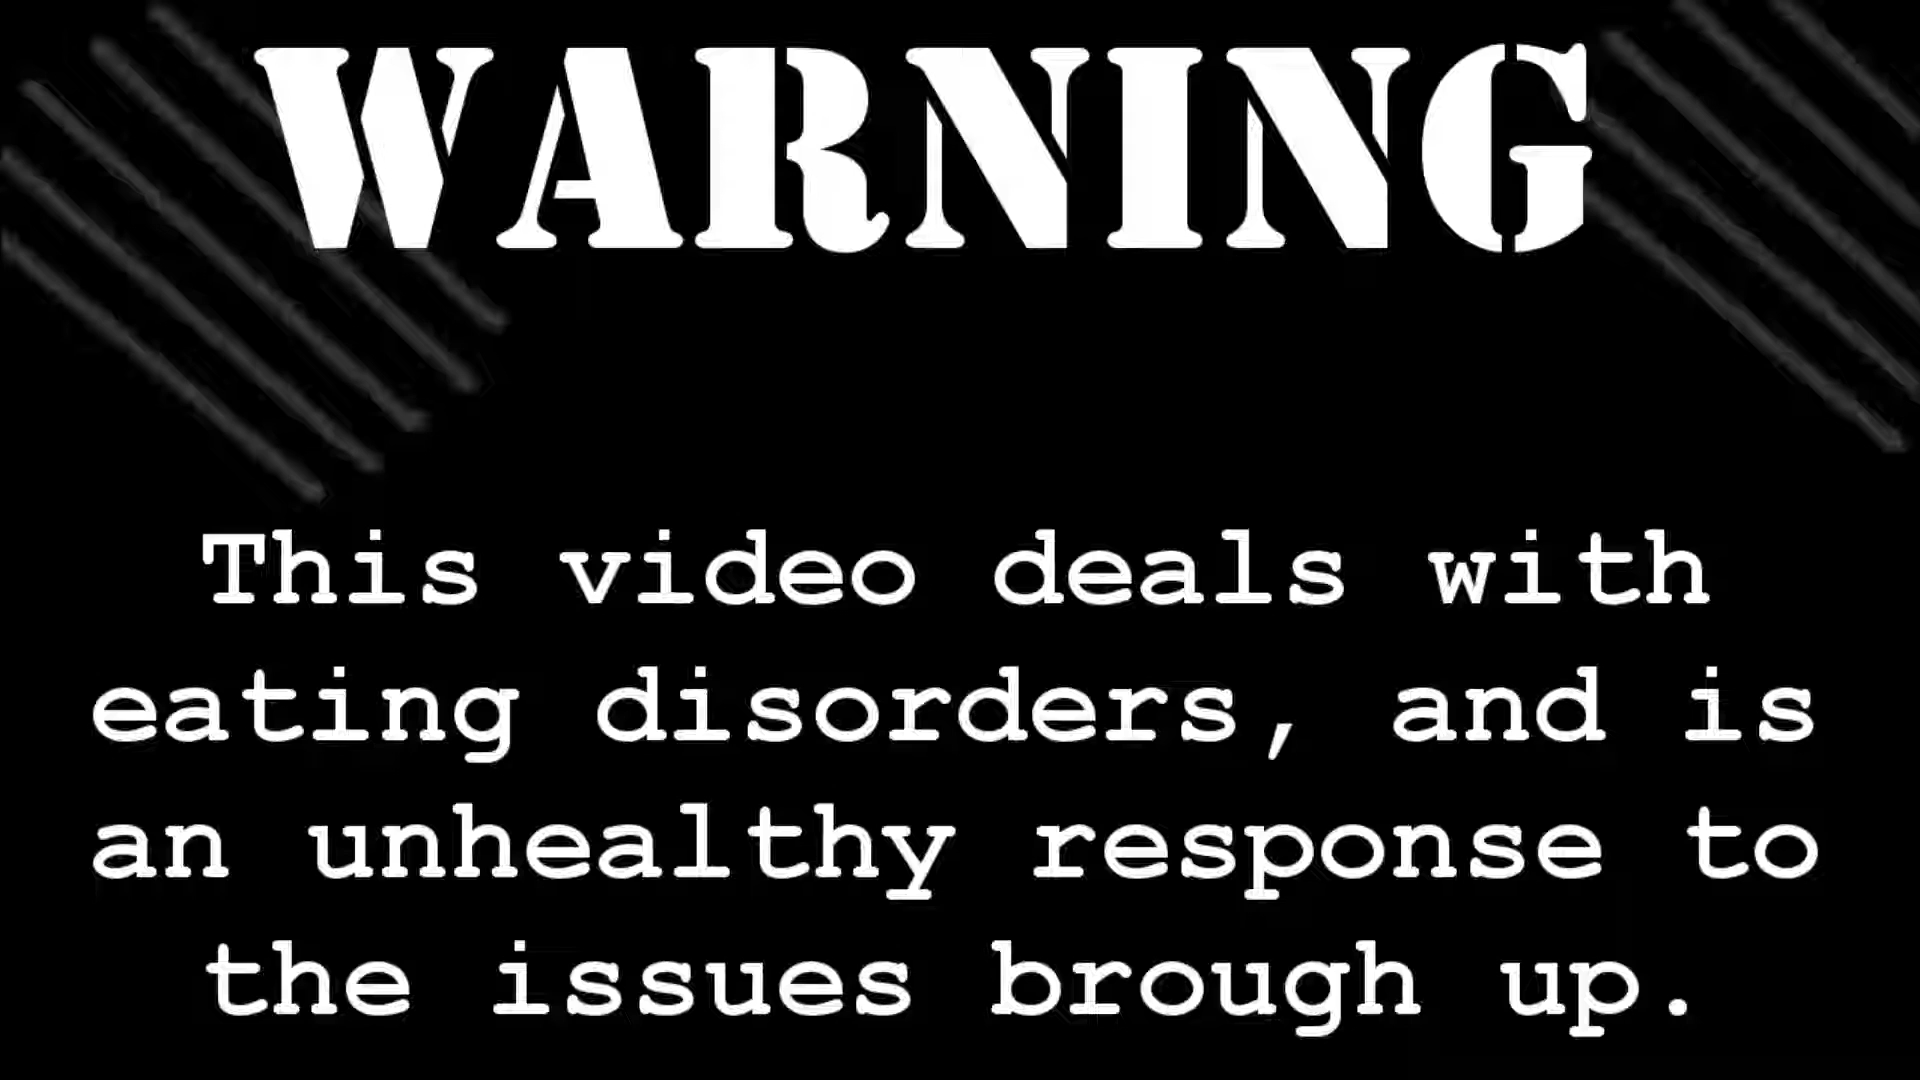 WARNING
This video deals with
eating disorders, and is
an unhealthy response to
the issues brough up.